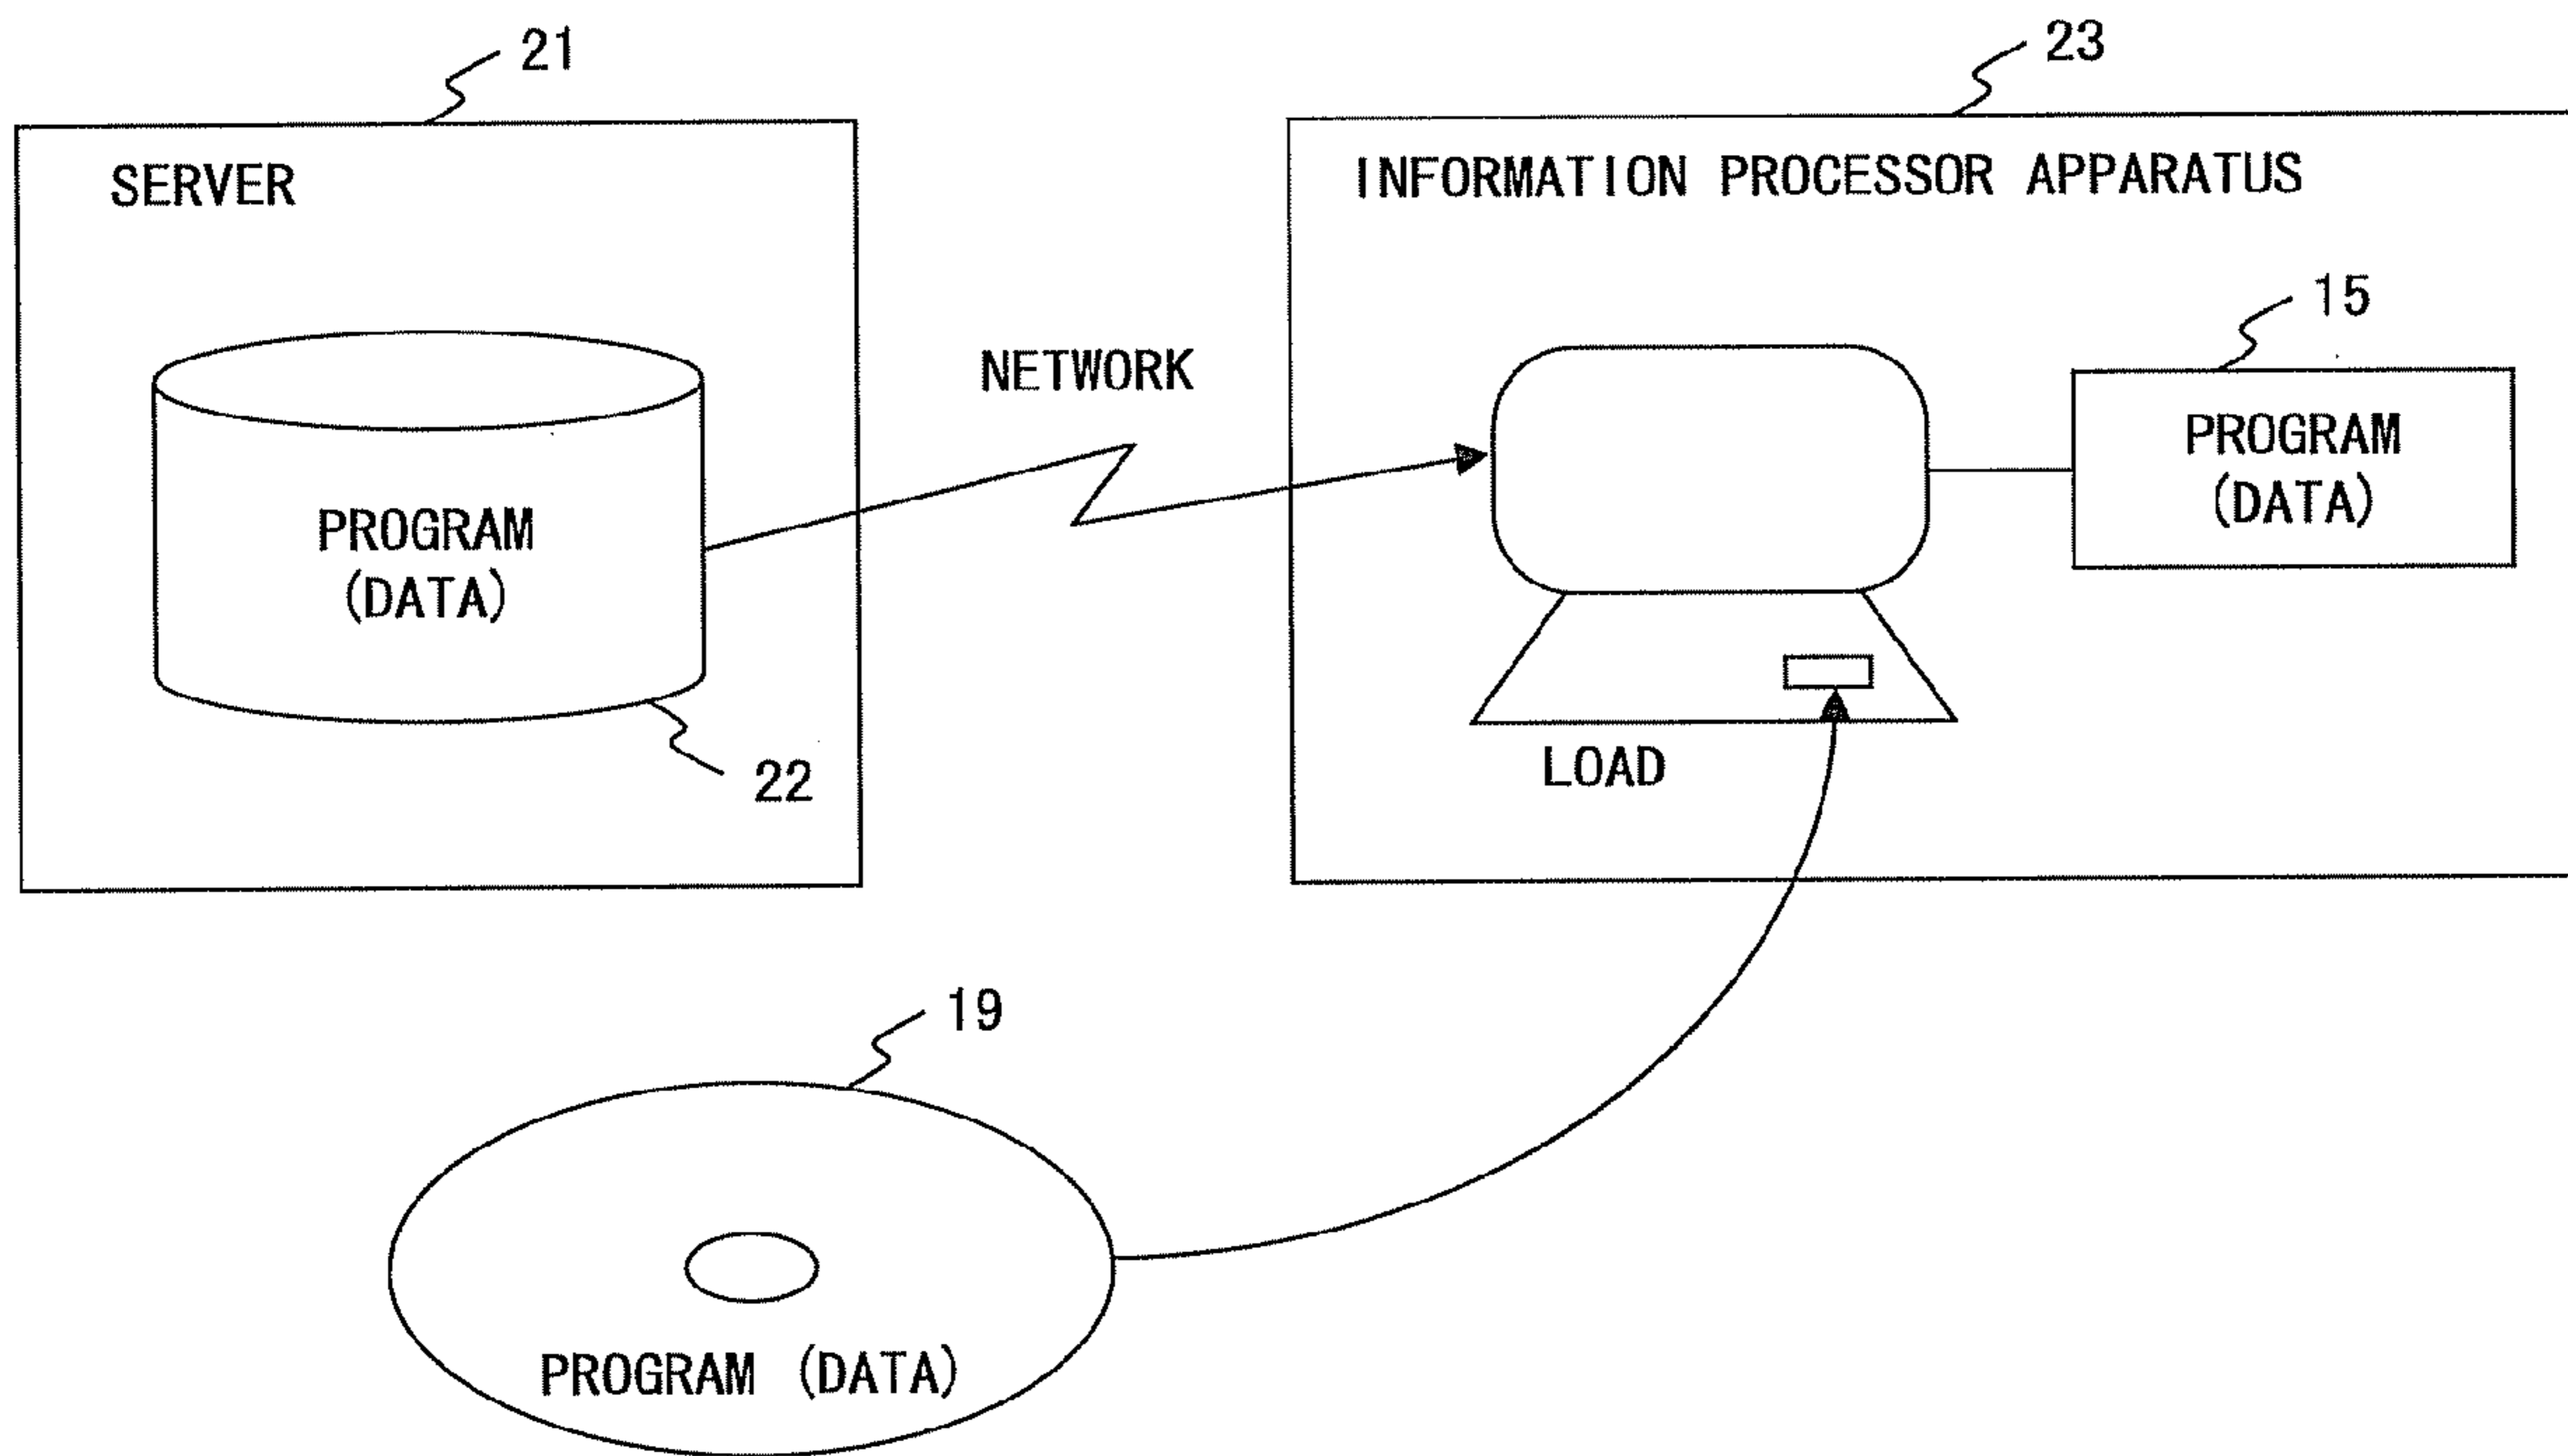 21
23
SERVER
INFORMATION PROCESSOR APPARATUS
15
NETWORK
PROGRAM
(DATA)
PROGRAM
(DATA)
22
LOAD
19
PROGRAM (DATA)